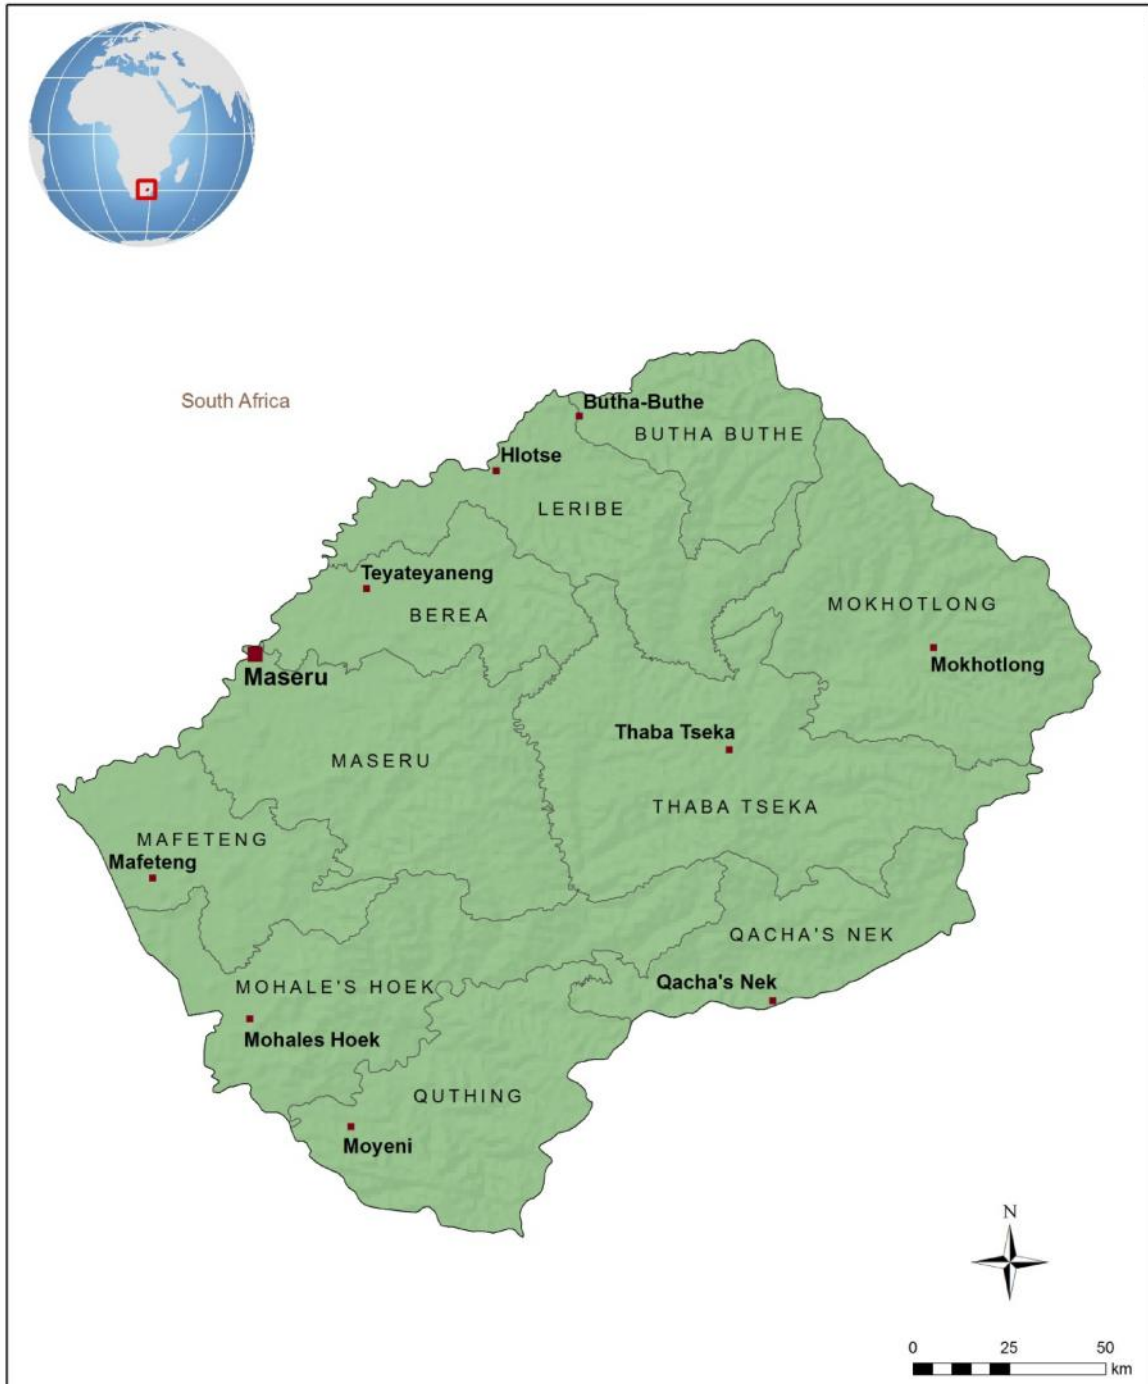 South Africa
Butha-Buthe
BUTHA BUTHE
Hlotse
LERIBE
Teyateyaneng
BEREA
MOKHOTLONG
Mokhotlong
Maseru
Thaba Tseka
MASERU
THABA TSEKA
MAFETENG
Mafeteng
QACHA'S NEK
Qacha's Nek
MOHALE'S HOEK
Mohales Hoek
QUTHING
Moyeni
N
0 25 50
km